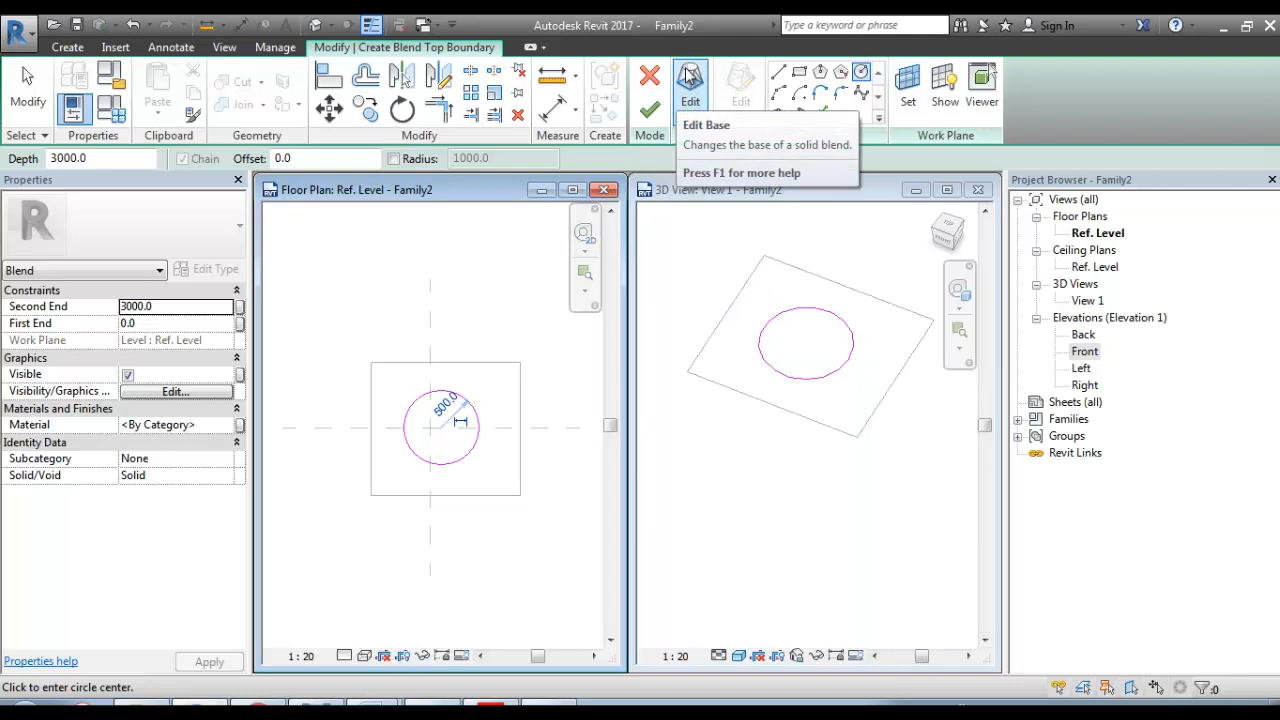 Autodesk Revit 2017 - Family2
Type a keyword or phrase
Sign In
Create
Insert
Annotate
View
Manage
Modify | Create Blend Top Boundary
Modify
Paste
Cut
Join
Edit
Edit
Set
Show
Viewer
Select
Properties
Clipboard
Geometry
Modify
Measure
Create
Mode
Work Plane
Edit Base
Changes the base of a solid blend.
Press F1 for more help
Depth 3000.0
Chain
Offset: 0.0
Radius: 1000.0
Properties
R
Blend
Edit Type
Constraints
Second End 3000.0
First End 0.0
Work Plane Level : Ref. Level
Graphics
Visible
Visibility/Graphics ... Edit...
Materials and Finishes
Material <By Category>
Identity Data
Subcategory None
Solid/Void Solid
Properties help
Apply
Floor Plan: Ref. Level - Family2
2D
500.0
1 : 20
3D View: View 1 - Family2
TOP
FRONT
1 : 20
Project Browser - Family2
Views (all)
Floor Plans
Ref. Level
Ceiling Plans
Ref. Level
3D Views
View 1
Elevations (Elevation 1)
Back
Front
Left
Right
Sheets (all)
Families
Groups
Revit Links
Click to enter circle center.
:0